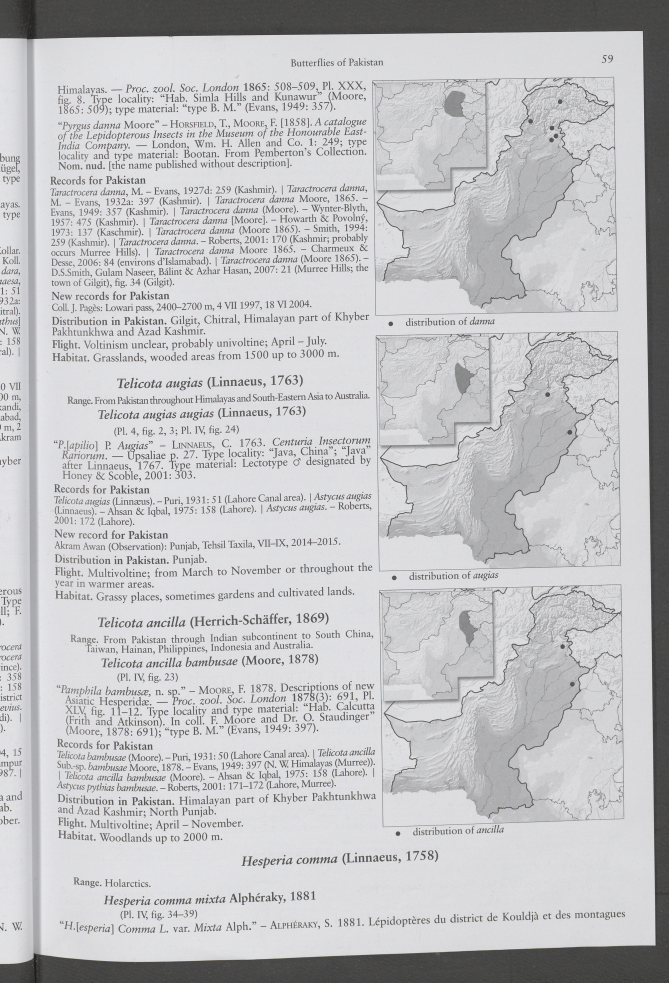 Butterflies of Pakistan
59
Himalayas. — Proc. zool. Soc. London 1865: 508–509, Pl. XXX,
fig. 8. Type locality: “Hab. Simla Hills and Kunawur” (Moore,
1865: 509); type material: “type B. M.” (Evans, 1949: 357).
“Pyrgus danna Moore” – HORSFIELD, T., MOORE, F. [1858]. A catalogue
of the Lepidopterous Insects in the Museum of the Honourable East-
India Company. — London, Wm. H. Allen and Co. 1: 249; type
locality and type material: Bootan. From Pemberton’s Collection.
Nom. nud. [the name published without description].
Records for Pakistan
Taractrocera danna, M. – Evans, 1927d: 259 (Kashmir). | Taractrocera danna,
M. – Evans, 1932a: 397 (Kashmir). | Taractrocera danna Moore, 1865. –
Evans, 1949: 357 (Kashmir). | Taractrocera danna (Moore). – Wynter-Blyth,
1957: 475 (Kashmir). | Taractrocera danna [Moore]. – Howarth & Povolný,
1973: 137 (Kaschmir). | Taractrocera danna (Moore 1865). – Smith, 1994:
259 (Kashmir). | Taractrocera danna. – Roberts, 2001: 170 (Kashmir; probably
occurs Murree Hills). | Taractrocera danna Moore 1865. – Charmeux &
Desse, 2006: 84 (environs d’Islamabad). | Taractrocera danna (Moore 1865). –
D.S.Smith, Gulam Naseer, Bálint & Azhar Hasan, 2007: 21 (Murree Hills; the
town of Gilgit), fig. 34 (Gilgit).
New records for Pakistan
Coll. J. Pagès: Lowari pass, 2400–2700 m, 4 VII 1997, 18 VI 2004.
Distribution in Pakistan. Gilgit, Chitral, Himalayan part of Khyber
Pakhtunkhwa and Azad Kashmir.
Flight. Voltinism unclear, probably univoltine; April – July.
Habitat. Grasslands, wooded areas from 1500 up to 3000 m.
• distribution of danna
Telicota augias (Linnaeus, 1763)
Range. From Pakistan throughout Himalayas and South-Eastern Asia to Australia.
Telicota augias augias (Linnaeus, 1763)
(Pl. 4, fig. 2, 3; Pl. IV, fig. 24)
“P.[apilio] P. Augias” – LINNAEUS, C. 1763. Centuria Insectorum
Rariorum. — Upsaliae p. 27. Type locality: “Java, China”; “Java”
after Linnaeus, 1767. Type material: Lectotype ♂ designated by
Honey & Scoble, 2001: 303.
Records for Pakistan
Telicota augias (Linnæus). – Puri, 1931: 51 (Lahore Canal area). | Astycus augias
(Linnaeus). – Ahsan & Iqbal, 1975: 158 (Lahore). | Astycus augias. – Roberts,
2001: 172 (Lahore).
New record for Pakistan
Akram Awan (Observation): Punjab, Tehsil Taxila, VII–IX, 2014–2015.
Distribution in Pakistan. Punjab.
Flight. Multivoltine; from March to November or throughout the
year in warmer areas.
Habitat. Grassy places, sometimes gardens and cultivated lands.
• distribution of augias
Telicota ancilla (Herrich-Schäffer, 1869)
Range. From Pakistan through Indian subcontinent to South China,
Taiwan, Hainan, Philippines, Indonesia and Australia.
Telicota ancilla bambusae (Moore, 1878)
(Pl. IV, fig. 23)
“Pamphila bambusæ, n. sp.” – MOORE, F. 1878. Descriptions of new
Asiatic Hesperidæ. — Proc. zool. Soc. London 1878(3): 691, Pl.
XLV, fig. 11–12. Type locality and type material: “Hab. Calcutta
(Frith and Atkinson). In coll. F. Moore and Dr. O. Staudinger”
(Moore, 1878: 691); “type B. M.” (Evans, 1949: 397).
Records for Pakistan
Telicota bambusae (Moore). – Puri, 1931: 50 (Lahore Canal area). | Telicota ancilla
Sub.-sp. bambusae Moore, 1878. – Evans, 1949: 397 (N. W. Himalayas (Murree)).
| Telicota ancilla bambusae (Moore). – Ahsan & Iqbal, 1975: 158 (Lahore). |
Astycus pythias bambusae. – Roberts, 2001: 171–172 (Lahore, Murree).
Distribution in Pakistan. Himalayan part of Khyber Pakhtunkhwa
and Azad Kashmir; North Punjab.
Flight. Multivoltine; April – November.
Habitat. Woodlands up to 2000 m.
• distribution of ancilla
Hesperia comma (Linnaeus, 1758)
Range. Holarctics.
Hesperia comma mixta Alphéraky, 1881
(Pl. IV, fig. 34–39)
“H.[esperia] Comma L. var. Mixta Alph.” – ALPHÉRAKY, S. 1881. Lépidoptères du district de Kouldjà et des montagues